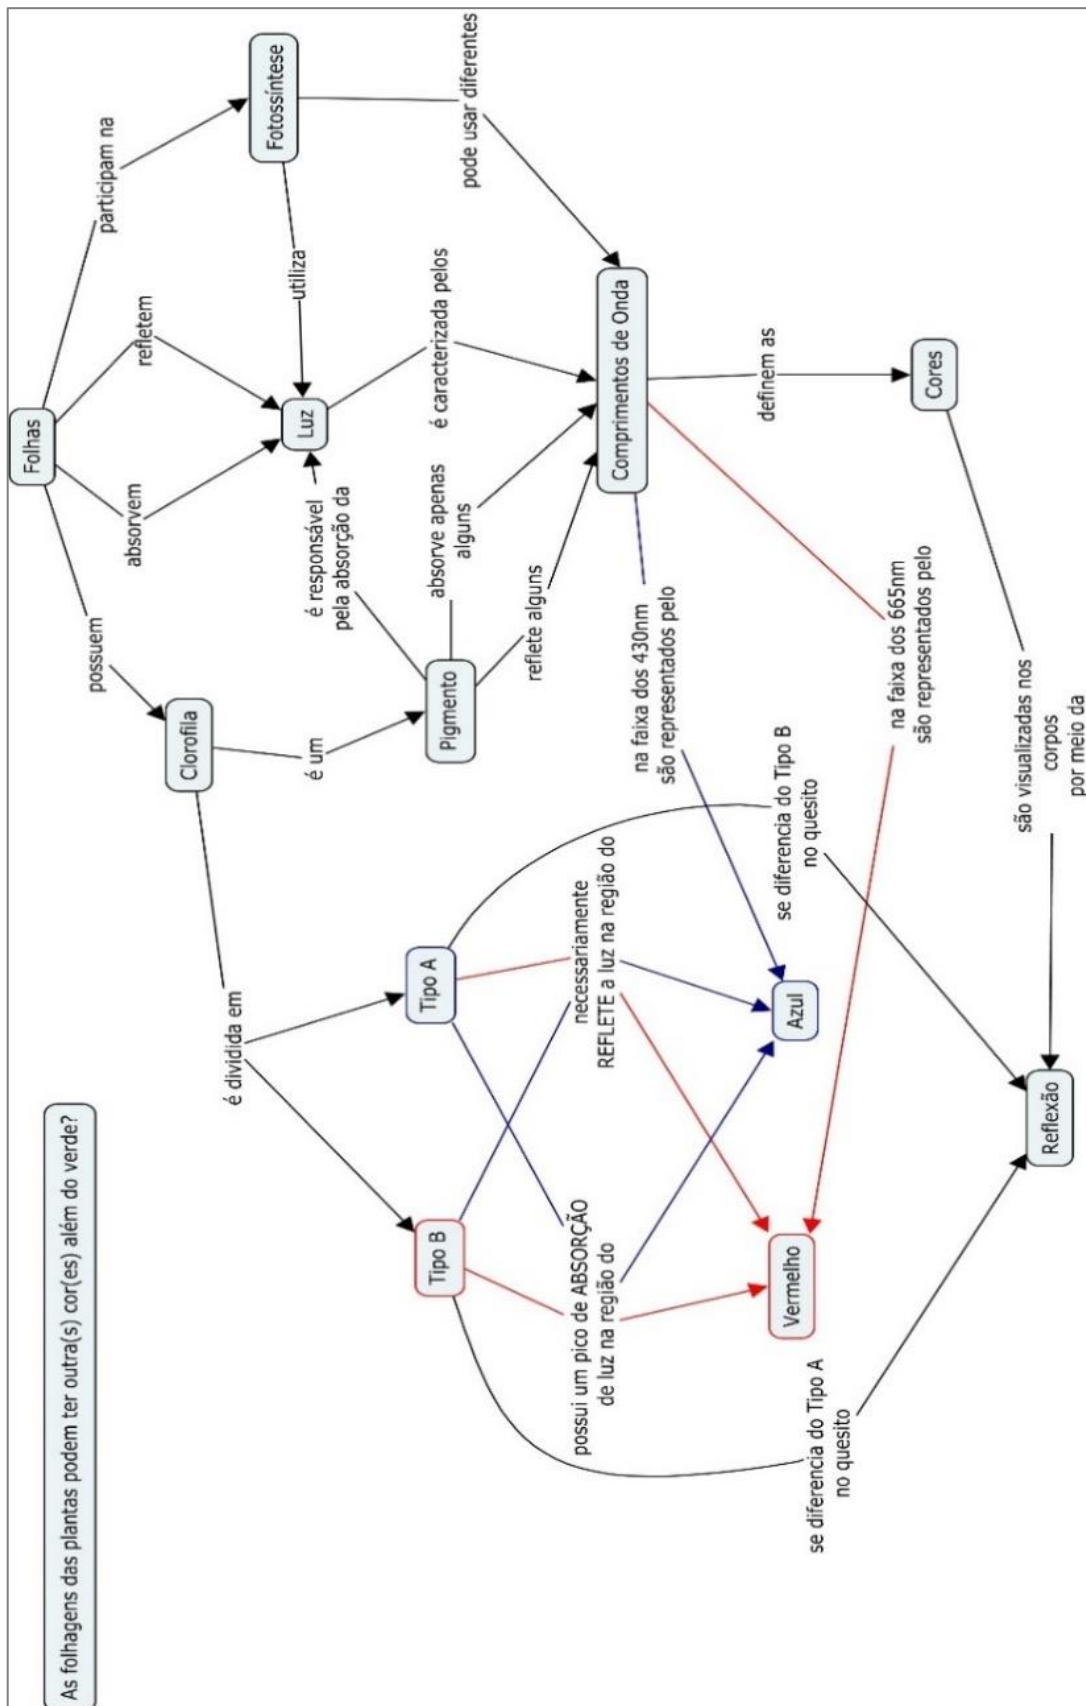 As folhagens das plantas podem ter outra(s) cor(es) além do verde?
Folhas
possuem
absorvem
refletem
participam na
Clorofila
Luz
Fotossíntese
é dividida em
é um
é responsável
pela absorção da
utiliza
Tipo B
Tipo A
Pigmento
absorve apenas
alguns
é caracterizada pelos
pode usar diferentes
reflete alguns
possui um pico de ABSORÇÃO
de luz na região do
necessariamente
REFLETE a luz na região do
na faixa dos 430nm
são representados pelo
Comprimentos de Onda
Vermelho
Azul
se diferencia do Tipo A
no quesito
se diferencia do Tipo B
no quesito
na faixa dos 665nm
são representados pelo
definem as
Cores
são visualizadas nos
corpos
por meio da
Reflexão